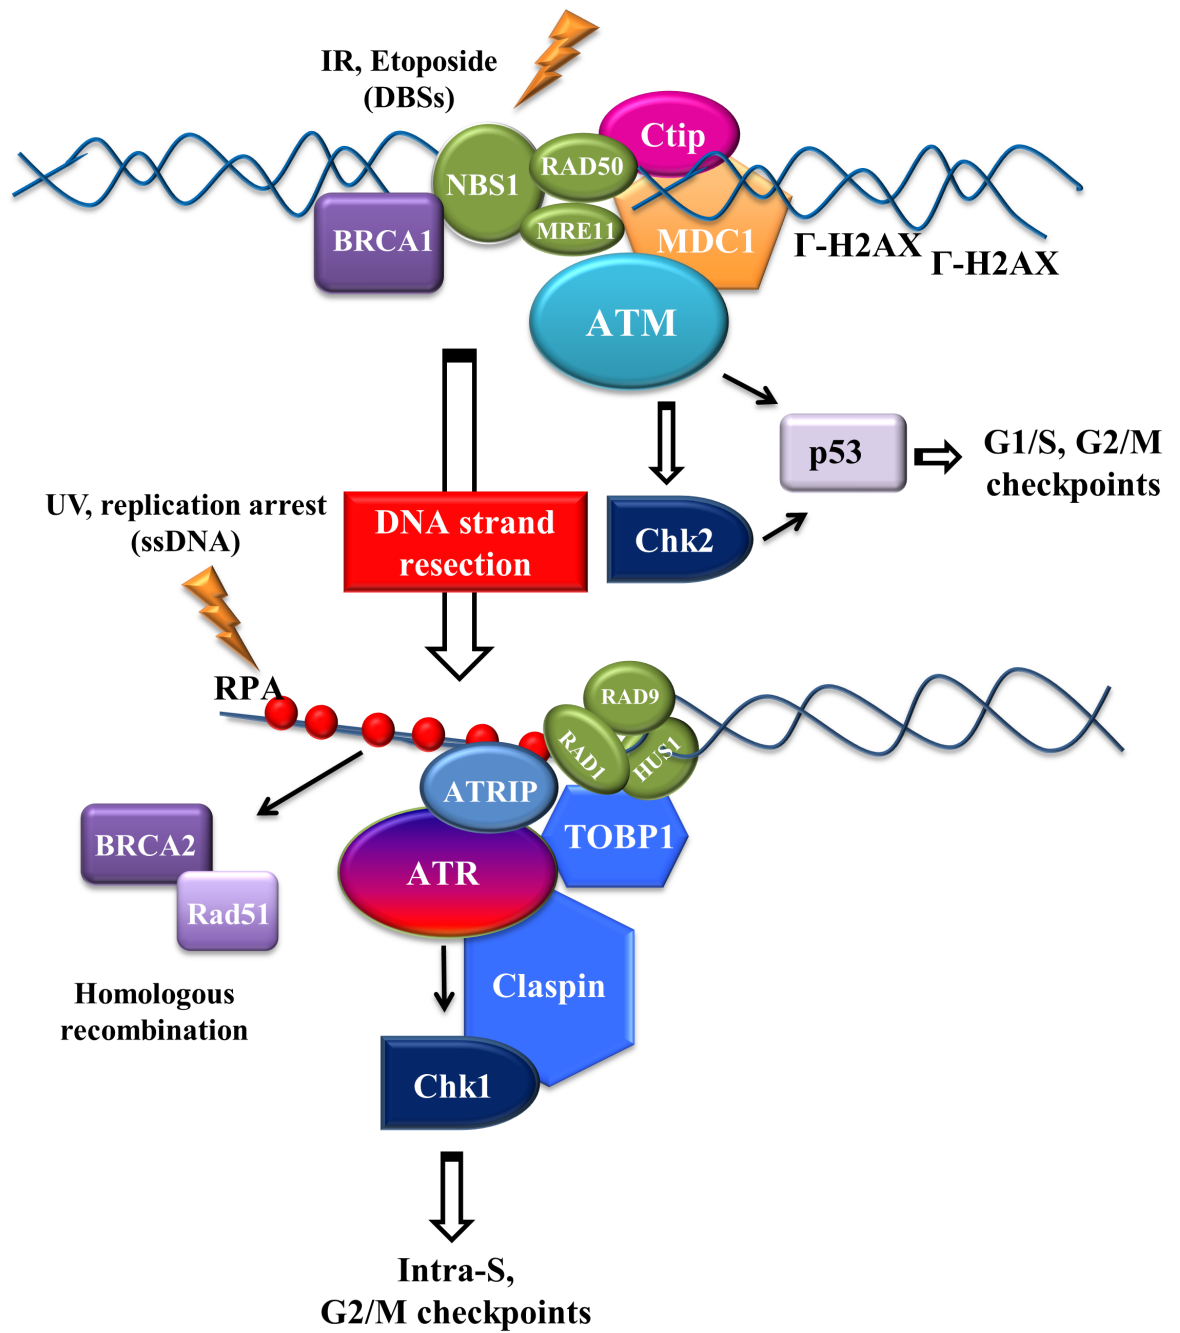 IR, Etoposide
(DBSs)
Ctip
RAD50
NBS1
MRE11
BRCA1
MDC1
Γ-H2AX
Γ-H2AX
ATM
p53
G1/S, G2/M
checkpoints
UV, replication arrest
(ssDNA)
DNA strand
resection
Chk2
RPA
RAD9
RAD1
HUS1
ATRIP
TOBP1
BRCA2
ATR
Rad51
Claspin
Homologous
recombination
Chk1
Intra-S,
G2/M checkpoints